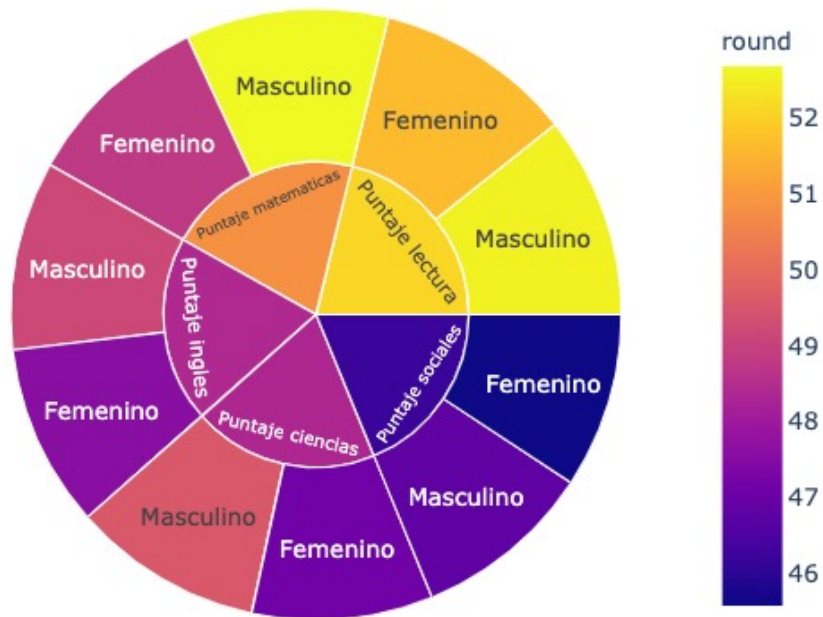 round
Masculino
Femenino
Masculino
Femenino
Puntaje matematicas
Puntaje lectura
Masculino
Masculino
Puntaje ingles
Puntaje sociales
Femenino
Femenino
Puntaje ciencias
Masculino
Masculino
Femenino
52
51
50
49
48
47
46